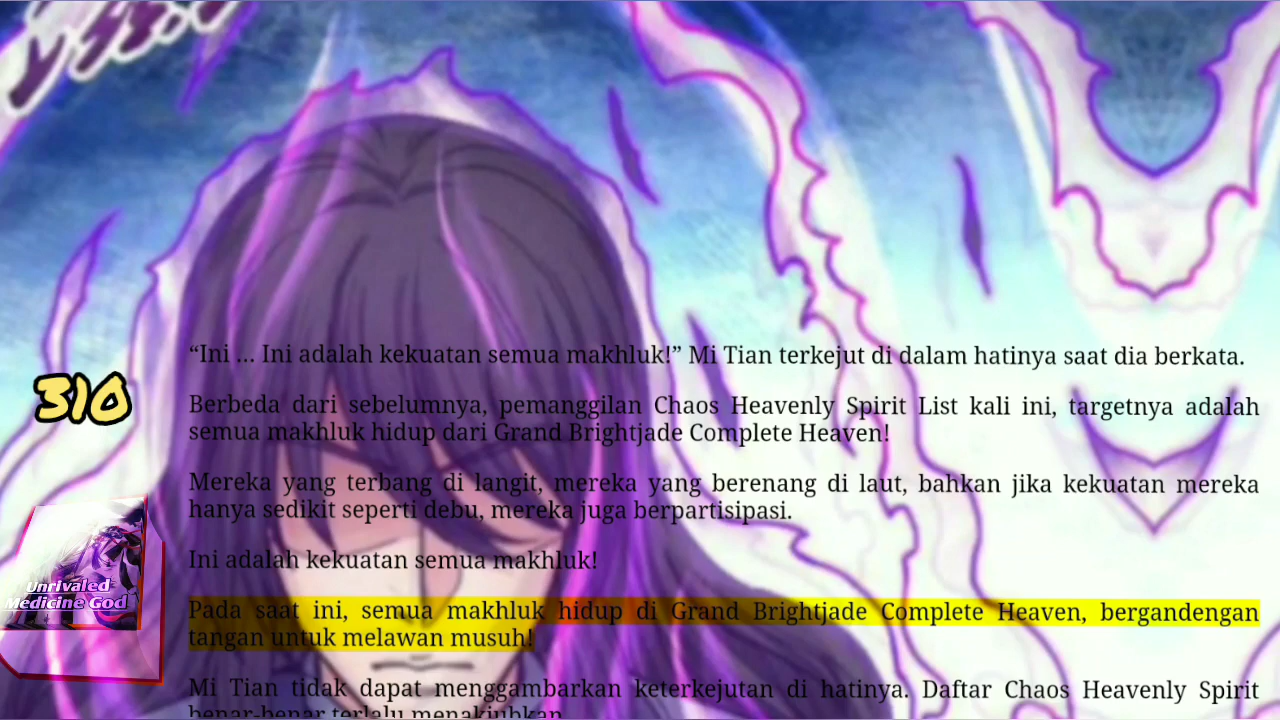 “Ini ... Ini adalah kekuatan semua makhluk!” Mi Tian terkejut di dalam hatinya saat dia berkata.
310
Berbeda dari sebelumnya, pemanggilan Chaos Heavenly Spirit List kali ini, targetnya adalah
semua makhluk hidup dari Grand Brightjade Complete Heaven!
Mereka yang terbang di langit, mereka yang berenang di laut, bahkan jika kekuatan mereka
hanya sedikit seperti debu, mereka juga berpartisipasi.
Ini adalah kekuatan semua makhluk!
Unrivaled
Medicine God
Pada saat ini, semua makhluk hidup di Grand Brightjade Complete Heaven, bergandengan
tangan untuk melawan musuh!
Mi Tian tidak dapat menggambarkan keterkejutan di hatinya. Daftar Chaos Heavenly Spirit
benar-benar terlalu menakjubkan.